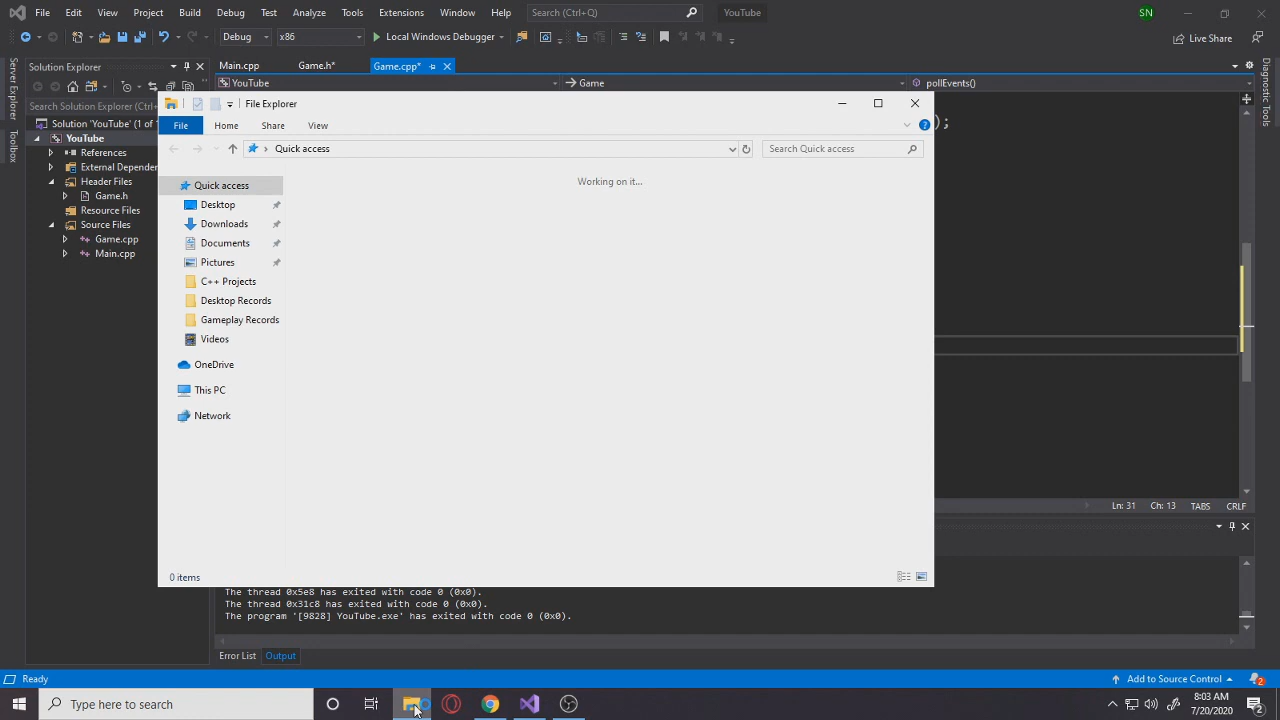 File Edit View Project Build Debug Test Analyze Tools Extensions Window Help Search (Ctrl+Q) YouTube SN
Debug x86 Local Windows Debugger Live Share
Server Explorer
Toolbox
Solution Explorer
Main.cpp Game.h* Game.cpp*
YouTube Game pollEvents()
Diagnostic Tools
Search Solution Explorer
Solution 'YouTube' (1 of 1
YouTube
References
External Dependen
Header Files
Game.h
Resource Files
Source Files
Game.cpp
Main.cpp
);
File Explorer
File Home Share View
Quick access Search Quick access
Working on it...
Quick access
Desktop
Downloads
Documents
Pictures
C++ Projects
Desktop Records
Gameplay Records
Videos
OneDrive
This PC
Network
0 items
Ln: 31 Ch: 13 TABS CRLF
The thread 0x5e8 has exited with code 0 (0x0).
The thread 0x31c8 has exited with code 0 (0x0).
The program '[9828] YouTube.exe' has exited with code 0 (0x0).
Error List Output
Ready Add to Source Control 2
Type here to search 8:03 AM
7/20/2020 2